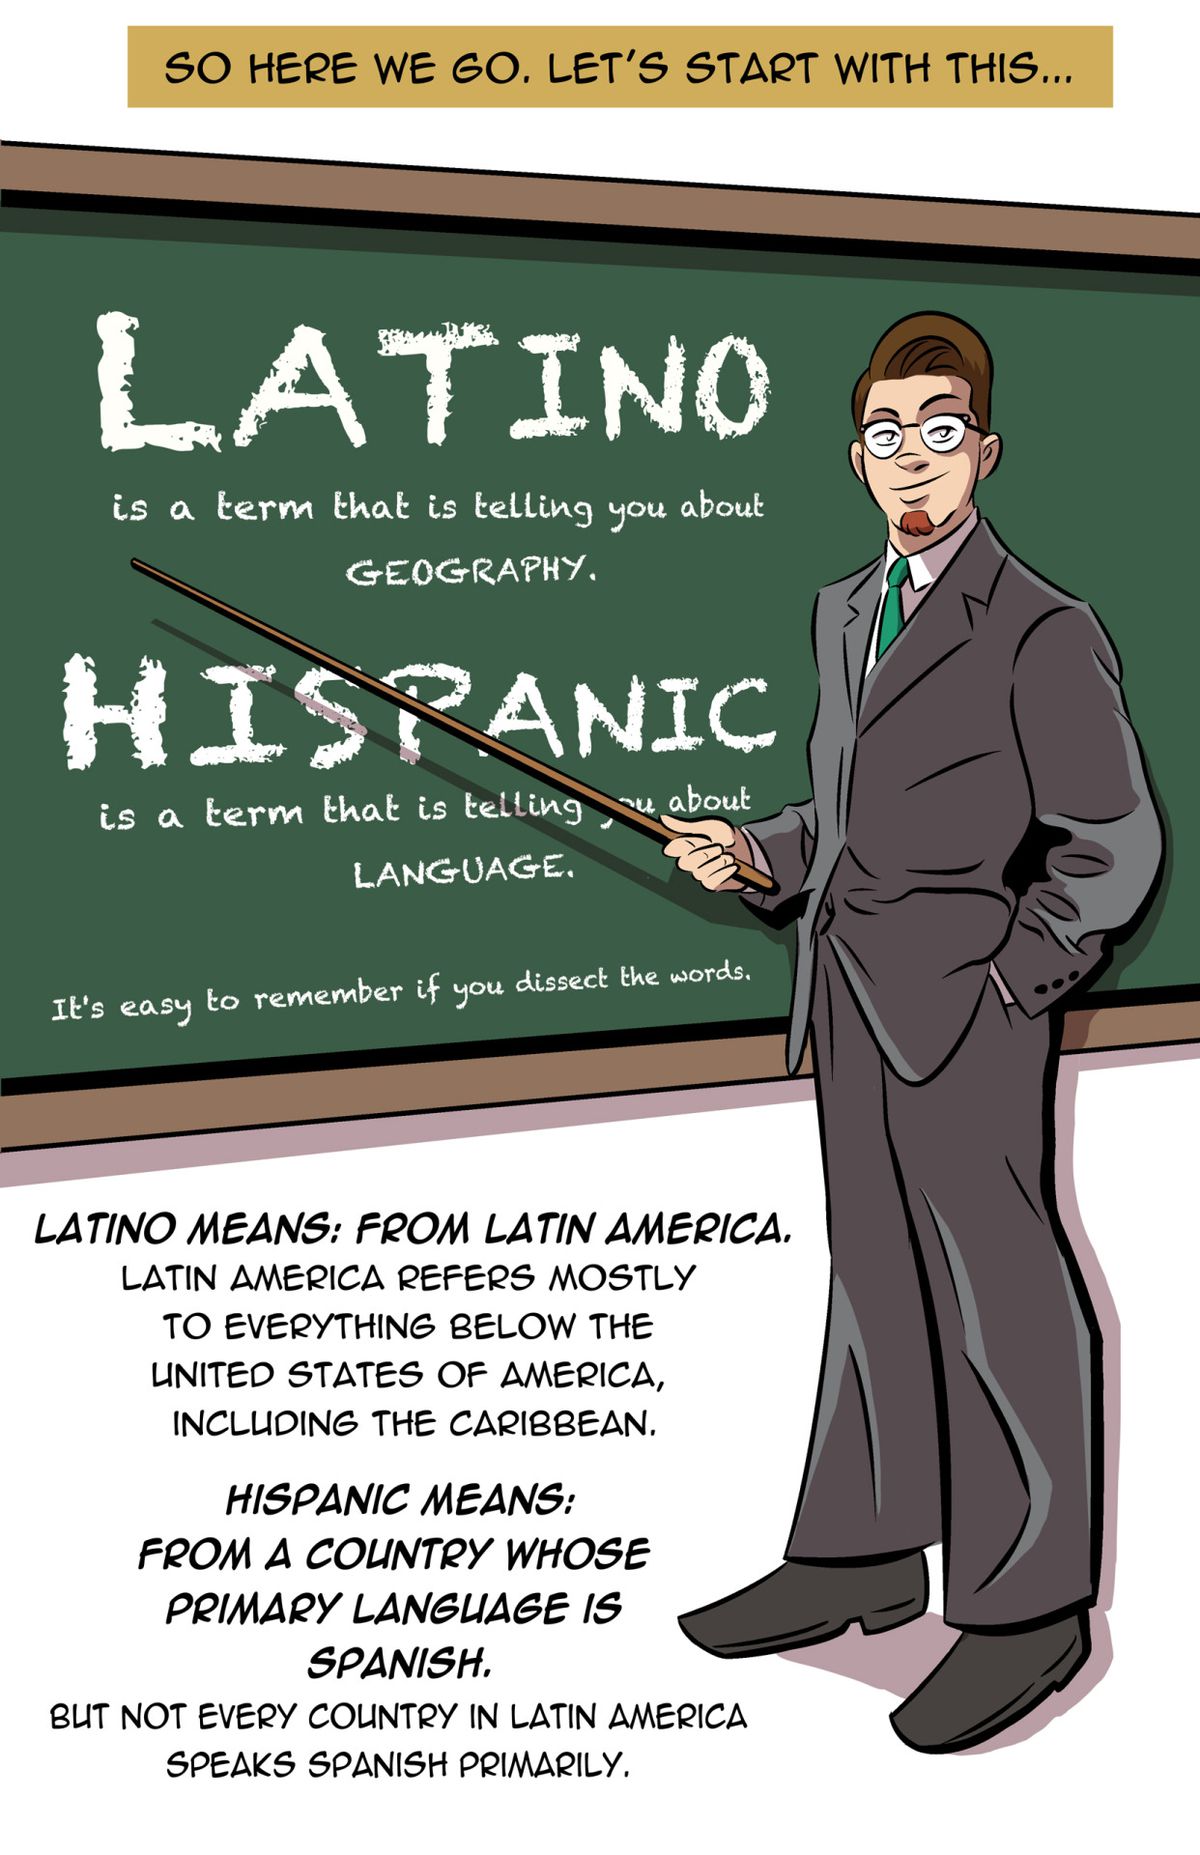 SO HERE WE GO. LET'S START WITH THIS...
LATINO
is a term that is telling you about
GEOGRAPHY.
HISPANIC
is a term that is telling you about
LANGUAGE.
It's easy to remember if you dissect the words.
LATINO MEANS: FROM LATIN AMERICA.
LATIN AMERICA REFERS MOSTLY
TO EVERYTHING BELOW THE
UNITED STATES OF AMERICA,
INCLUDING THE CARIBBEAN.
HISPANIC MEANS:
FROM A COUNTRY WHOSE
PRIMARY LANGUAGE IS
SPANISH.
BUT NOT EVERY COUNTRY IN LATIN AMERICA
SPEAKS SPANISH PRIMARILY.